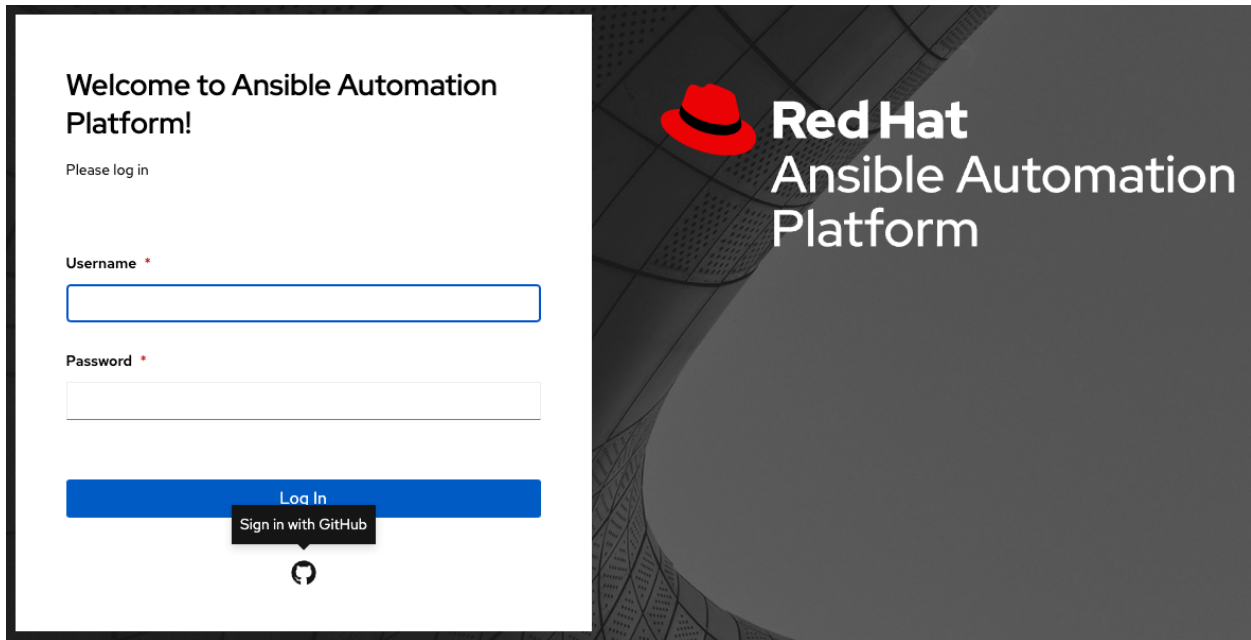 Welcome to Ansible Automation
Platform!
Please log in
Username *
Password *
Log In
Sign in with GitHub
Red Hat
Ansible Automation
Platform